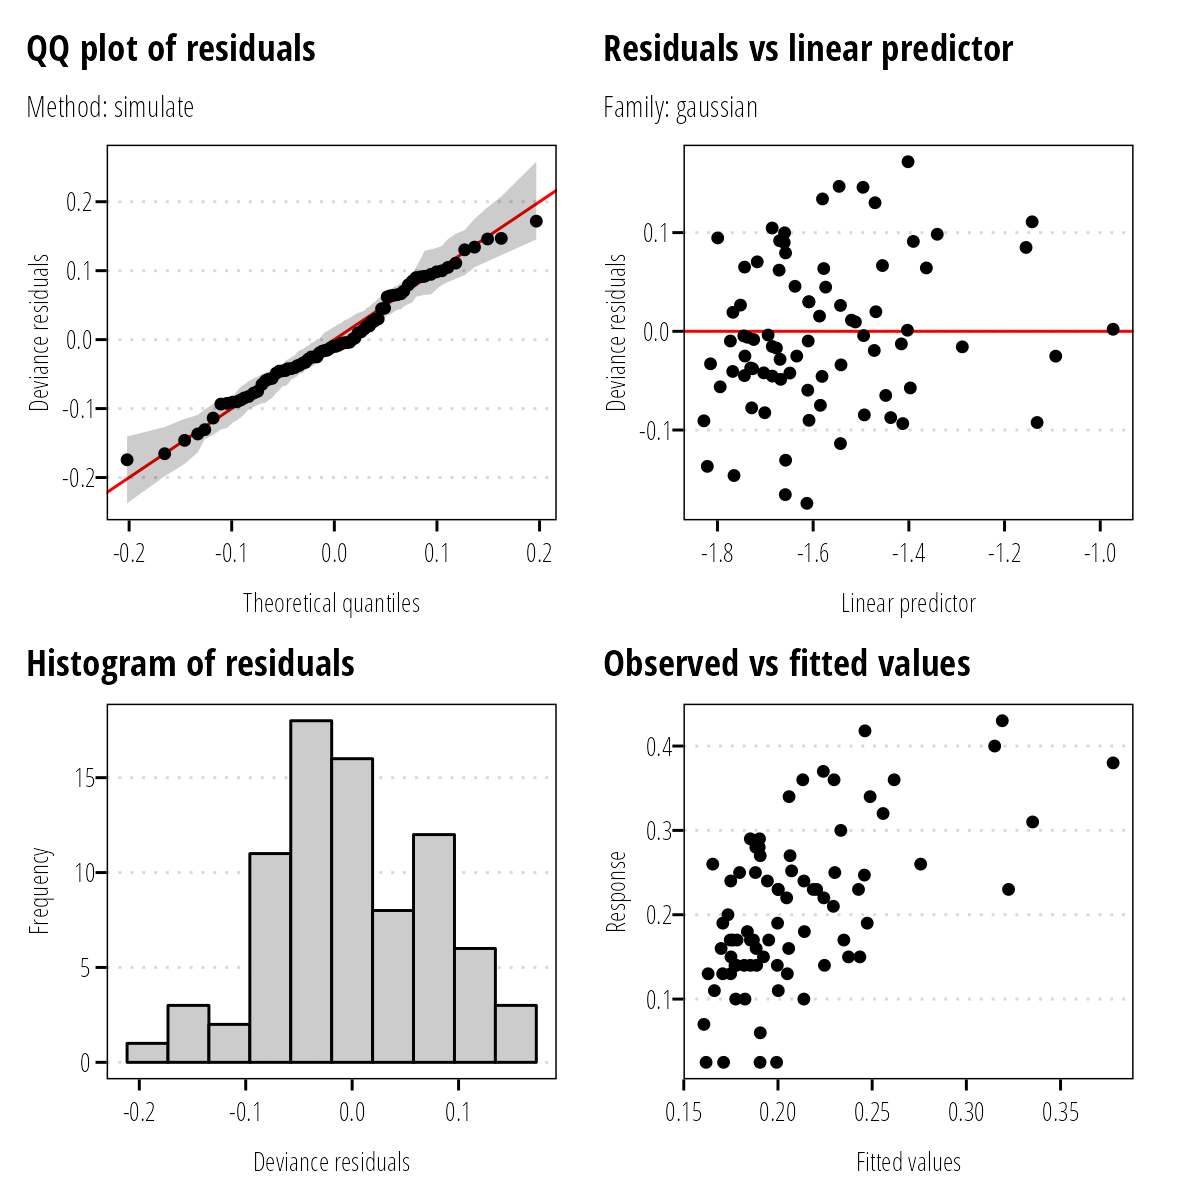 QQ plot of residuals
Method: simulate
Deviance residuals
0.2
0.1
0.0
-0.1
-0.2
-0.2 -0.1 0.0 0.1 0.2
Theoretical quantiles
Residuals vs linear predictor
Family: gaussian
Deviance residuals
0.1
0.0
-0.1
-1.8 -1.6 -1.4 -1.2 -1.0
Linear predictor
Histogram of residuals
Frequency
15
10
5
0
-0.2 -0.1 0.0 0.1
Deviance residuals
Observed vs fitted values
Response
0.4
0.3
0.2
0.1
0.15 0.20 0.25 0.30 0.35
Fitted values